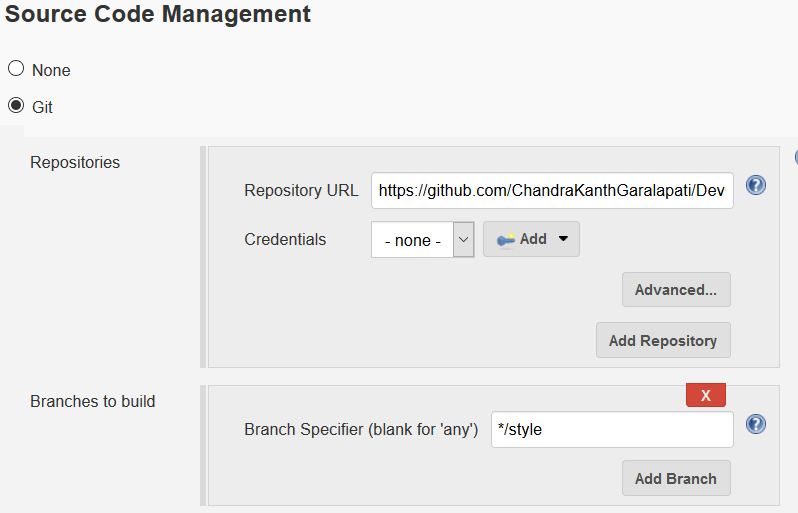 Source Code Management
None
Git
Repositories
Repository URL https://github.com/ChandraKanthGaralapati/Dev ?
Credentials - none - Add
Advanced...
Add Repository
Branches to build
X
Branch Specifier (blank for 'any') */style ?
Add Branch